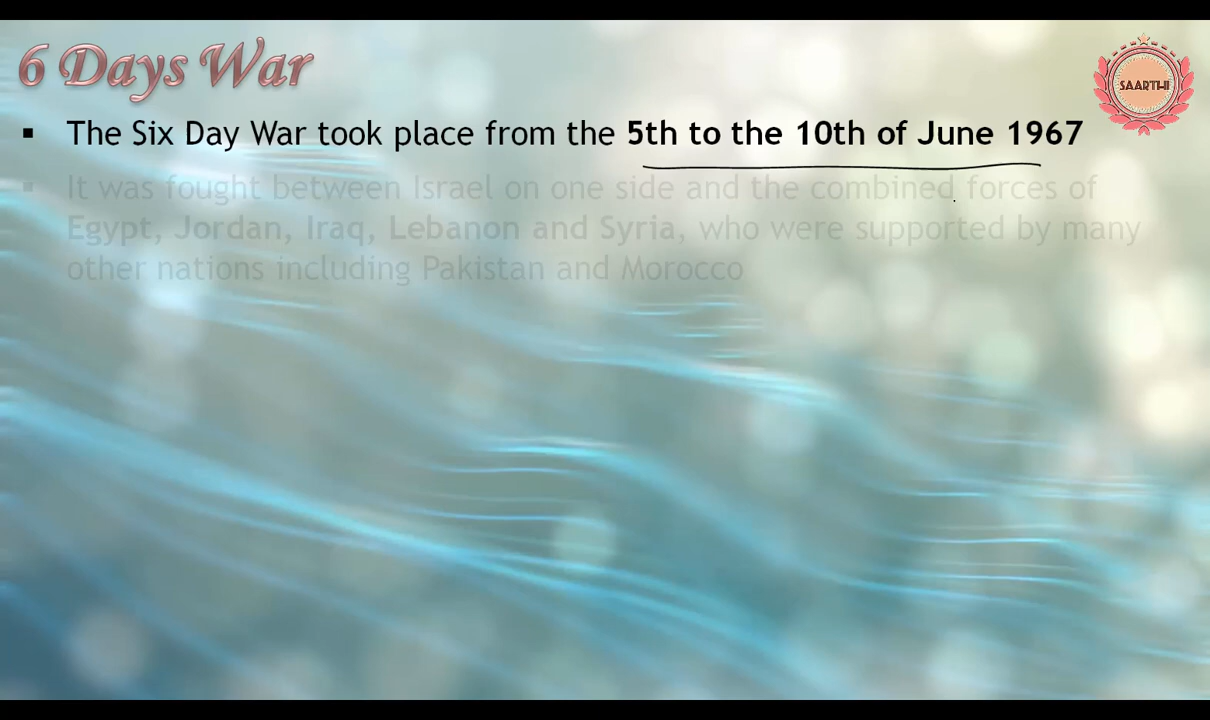 6 Days War
SAARTHI
▪ The Six Day War took place from the 5th to the 10th of June 1967
▪ It was fought between Israel on one side and the combined forces of
Egypt, Jordan, Iraq, Lebanon and Syria, who were supported by many
other nations including Pakistan and Morocco